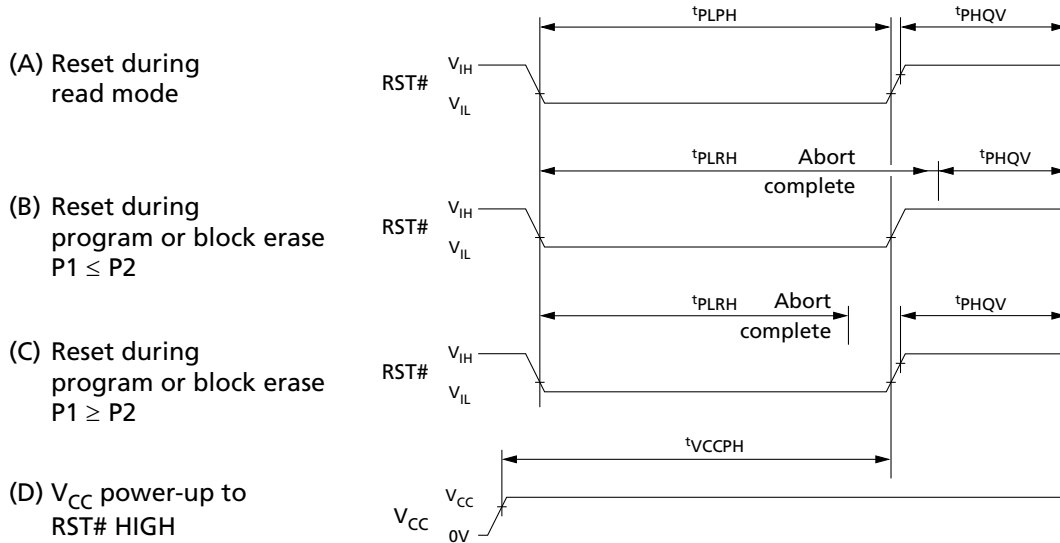 tPLPH
tPHQV
(A) Reset during
read mode
RST#
VIH
VIL
tPLRH
Abort
complete
tPHQV
(B) Reset during
program or block erase
P1 ≤ P2
RST#
VIH
VIL
tPLRH
Abort
complete
tPHQV
(C) Reset during
program or block erase
P1 ≥ P2
RST#
VIH
VIL
tVCCPH
(D) VCC power-up to
RST# HIGH
VCC
VCC
0V